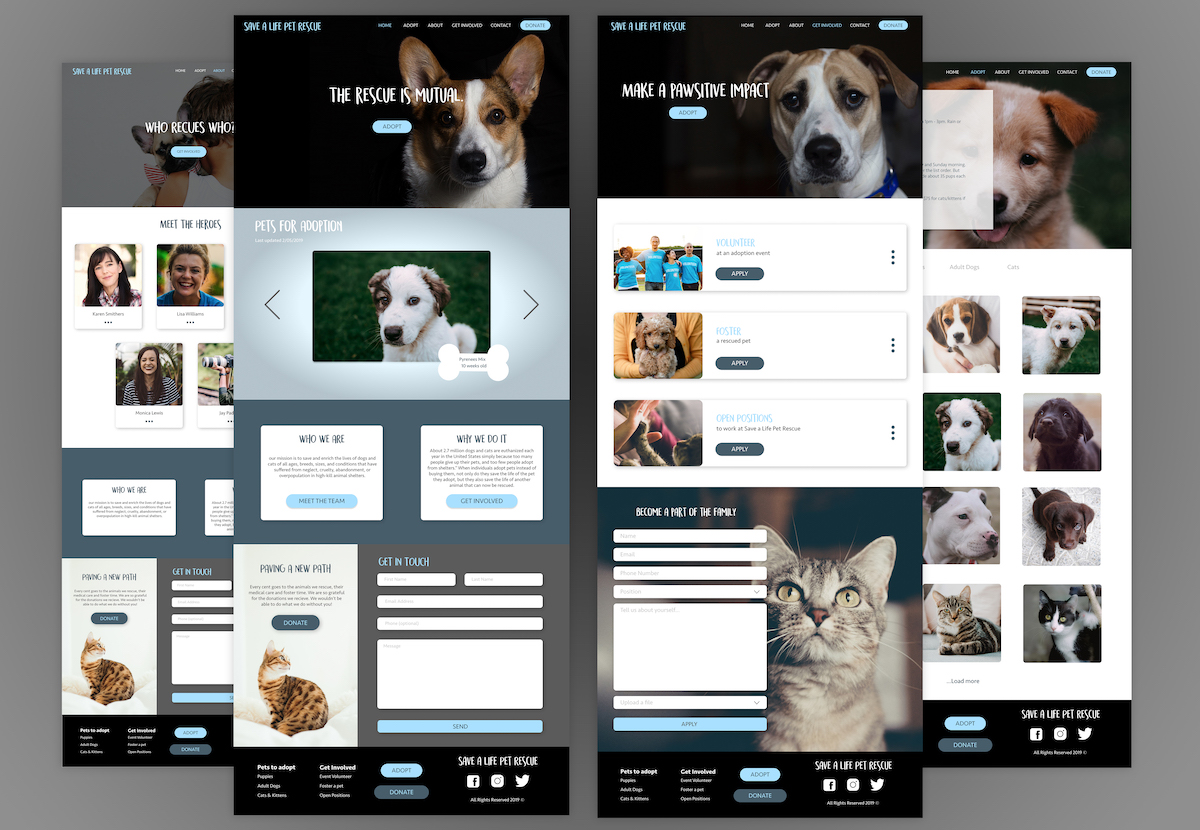 SAVE A LIFE PET RESCUE
HOME
ADOPT
ABOUT
WHO RECUES WHO?
GET INVOLVED
MEET THE HEROES
Karen Smithers
Lisa Williams
Monica Lewis
Jay Pad
WHO WE ARE
our mission is to save and enrich the lives of dogs
and cats of all ages, breeds, sizes, and conditions that
have suffered from neglect, cruelty, abandonment, or
overpopulation in high-kill animal shelters.
PAVING A NEW PATH
Every cent goes to the animals we rescue, their
medical care and foster time. We are so grateful
for the donations we recieve. We wouldn't be
able to do what we do without you!
DONATE
GET IN TOUCH
Message
Pets to adopt
Puppies
Adult Dogs
Cats & Kittens
Get Involved
Event Volunteer
Foster a pet
Open Positions
ADOPT
DONATE
SAVE A LIFE PET RESCUE
HOME
ADOPT
ABOUT
GET INVOLVED
CONTACT
DONATE
THE RESCUE IS MUTUAL.
ADOPT
PETS FOR ADOPTION
Pyrenees Mix
10 weeks old
WHO WE ARE
our mission is to save and enrich the lives of dogs and
cats of all ages, breeds, sizes, and conditions that have
suffered from neglect, cruelty, abandonment, or
overpopulation in high-kill animal shelters.
MEET THE TEAM
WHY WE DO IT
About 2.7 million dogs and cats are euthanized each
year in the United States simply because too many
people give up their pets, and too few people adopt
from shelters." When individuals adopt pets instead of
buying them, not only do they save the life of the pet
they adopt, but they also save the life of another
animal that can now be rescued.
GET INVOLVED
PAVING A NEW PATH
Every cent goes to the animals we rescue, their
medical care and foster time. We are so grateful
for the donations we recieve. We wouldn't be
able to do what we do without you!
DONATE
GET IN TOUCH
First Name
Last Name
Email Address
Phone (optional)
Message
SEND
Pets to adopt
Puppies
Adult Dogs
Cats & Kittens
Get Involved
Event Volunteer
Foster a pet
Open Positions
ADOPT
DONATE
SAVE A LIFE PET RESCUE
All Rights Reserved 2019 ©
SAVE A LIFE PET RESCUE
HOME
ADOPT
ABOUT
GET INVOLVED
CONTACT
DONATE
MAKE A PAWSITIVE IMPACT
ADOPT
VOLUNTEER
at an adoption event
APPLY
FOSTER
a rescued pet
APPLY
OPEN POSITIONS
to work at Save a Life Pet Rescue
APPLY
BECOME A PART OF THE FAMILY
Name
Email
Phone Number
Position
Tell us about yourself...
Upload a file
APPLY
Pets to adopt
Puppies
Adult Dogs
Cats & Kittens
Get Involved
Event Volunteer
Foster a pet
Open Positions
ADOPT
DONATE
SAVE A LIFE PET RESCUE
All Rights Reserved 2019 ©
HOME
ADOPT
ABOUT
GET INVOLVED
CONTACT
DONATE
and Sunday morning.
Adult Dogs
Cats
...Load more
ADOPT
DONATE
SAVE A LIFE PET RESCUE
All Rights Reserved 2019 ©